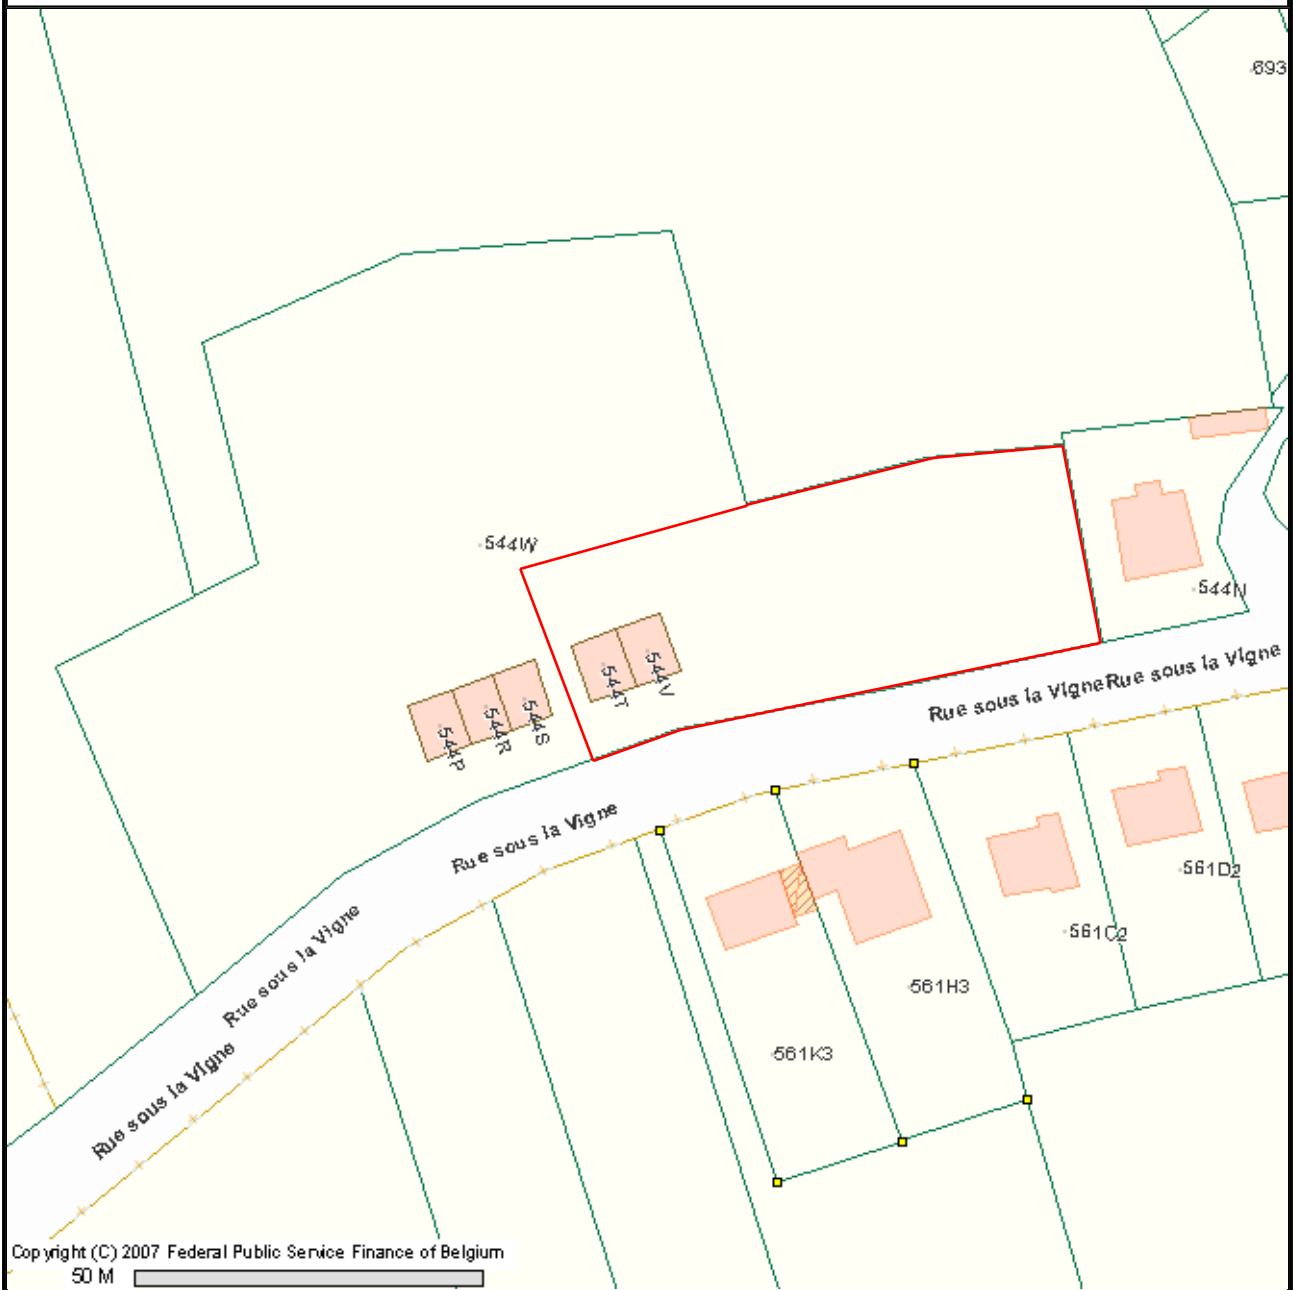 693
544W
544N
544T
544V
544P
544R
544S
Rue sous la Vigne
Rue sous la Vigne
Rue sous la Vigne
Rue sous la Vigne
Rue sous la Vigne
561D2
561C2
561H3
561K3
Copyright (C) 2007 Federal Public Service Finance of Belgium
50 M